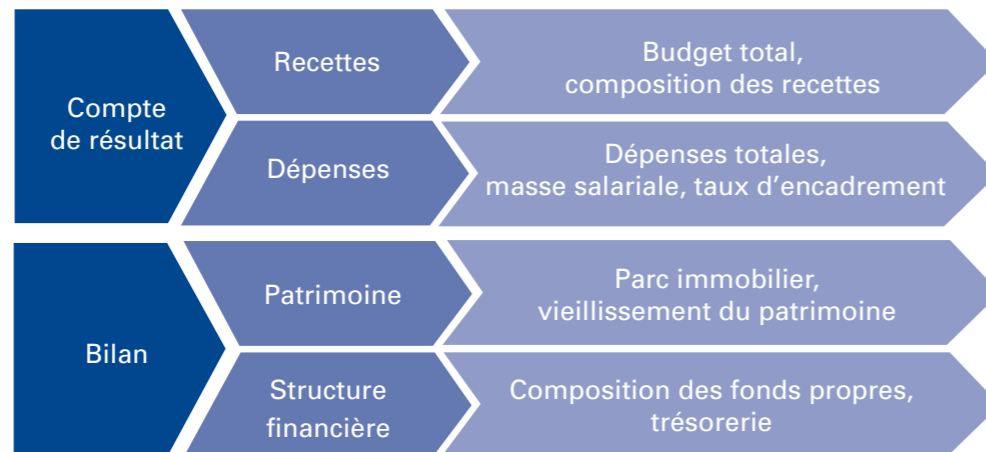 Compte
de résultat
Recettes
Budget total,
composition des recettes
Dépenses
Dépenses totales,
masse salariale, taux d’encadrement
Bilan
Patrimoine
Parc immobilier,
vieillissement du patrimoine
Structure
financière
Composition des fonds propres,
trésorerie